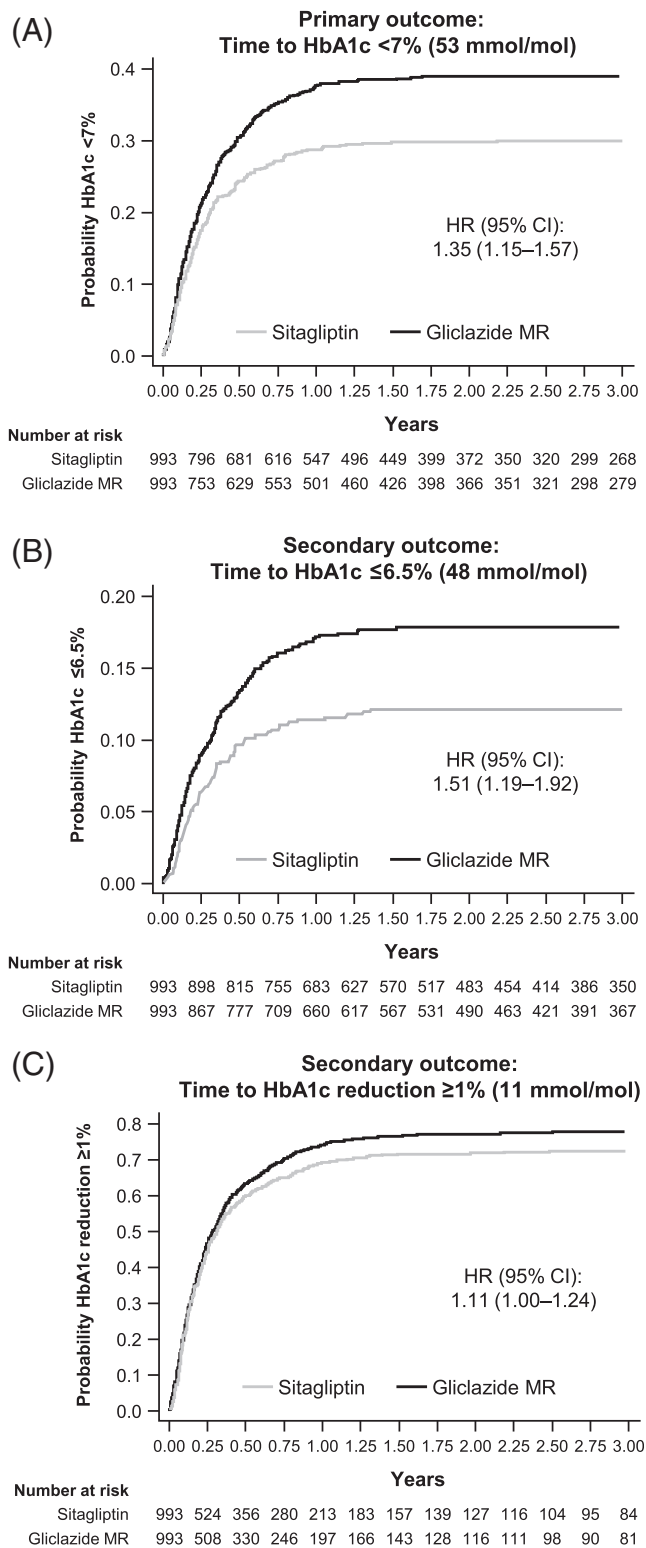 (A)
Primary outcome:
Time to HbA1c <7% (53 mmol/mol)
Probability HbA1c <7%
0.4
0.3
0.2
0.1
0.0
HR (95% CI):
1.35 (1.15–1.57)
Sitagliptin Gliclazide MR
0.00 0.25 0.50 0.75 1.00 1.25 1.50 1.75 2.00 2.25 2.50 2.75 3.00
Years
Number at risk
Sitagliptin 993 796 681 616 547 496 449 399 372 350 320 299 268
Gliclazide MR 993 753 629 553 501 460 426 398 366 351 321 298 279
(B)
Secondary outcome:
Time to HbA1c ≤6.5% (48 mmol/mol)
Probability HbA1c ≤6.5%
0.20
0.15
0.10
0.05
0.00
HR (95% CI):
1.51 (1.19–1.92)
Sitagliptin Gliclazide MR
0.00 0.25 0.50 0.75 1.00 1.25 1.50 1.75 2.00 2.25 2.50 2.75 3.00
Years
Number at risk
Sitagliptin 993 898 815 755 683 627 570 517 483 454 414 386 350
Gliclazide MR 993 867 777 709 660 617 567 531 490 463 421 391 367
(C)
Secondary outcome:
Time to HbA1c reduction ≥1% (11 mmol/mol)
Probability HbA1c reduction ≥1%
0.8
0.7
0.6
0.5
0.4
0.3
0.2
0.1
0.0
HR (95% CI):
1.11 (1.00–1.24)
Sitagliptin Gliclazide MR
0.00 0.25 0.50 0.75 1.00 1.25 1.50 1.75 2.00 2.25 2.50 2.75 3.00
Years
Number at risk
Sitagliptin 993 524 356 280 213 183 157 139 127 116 104 95 84
Gliclazide MR 993 508 330 246 197 166 143 128 116 111 98 90 81